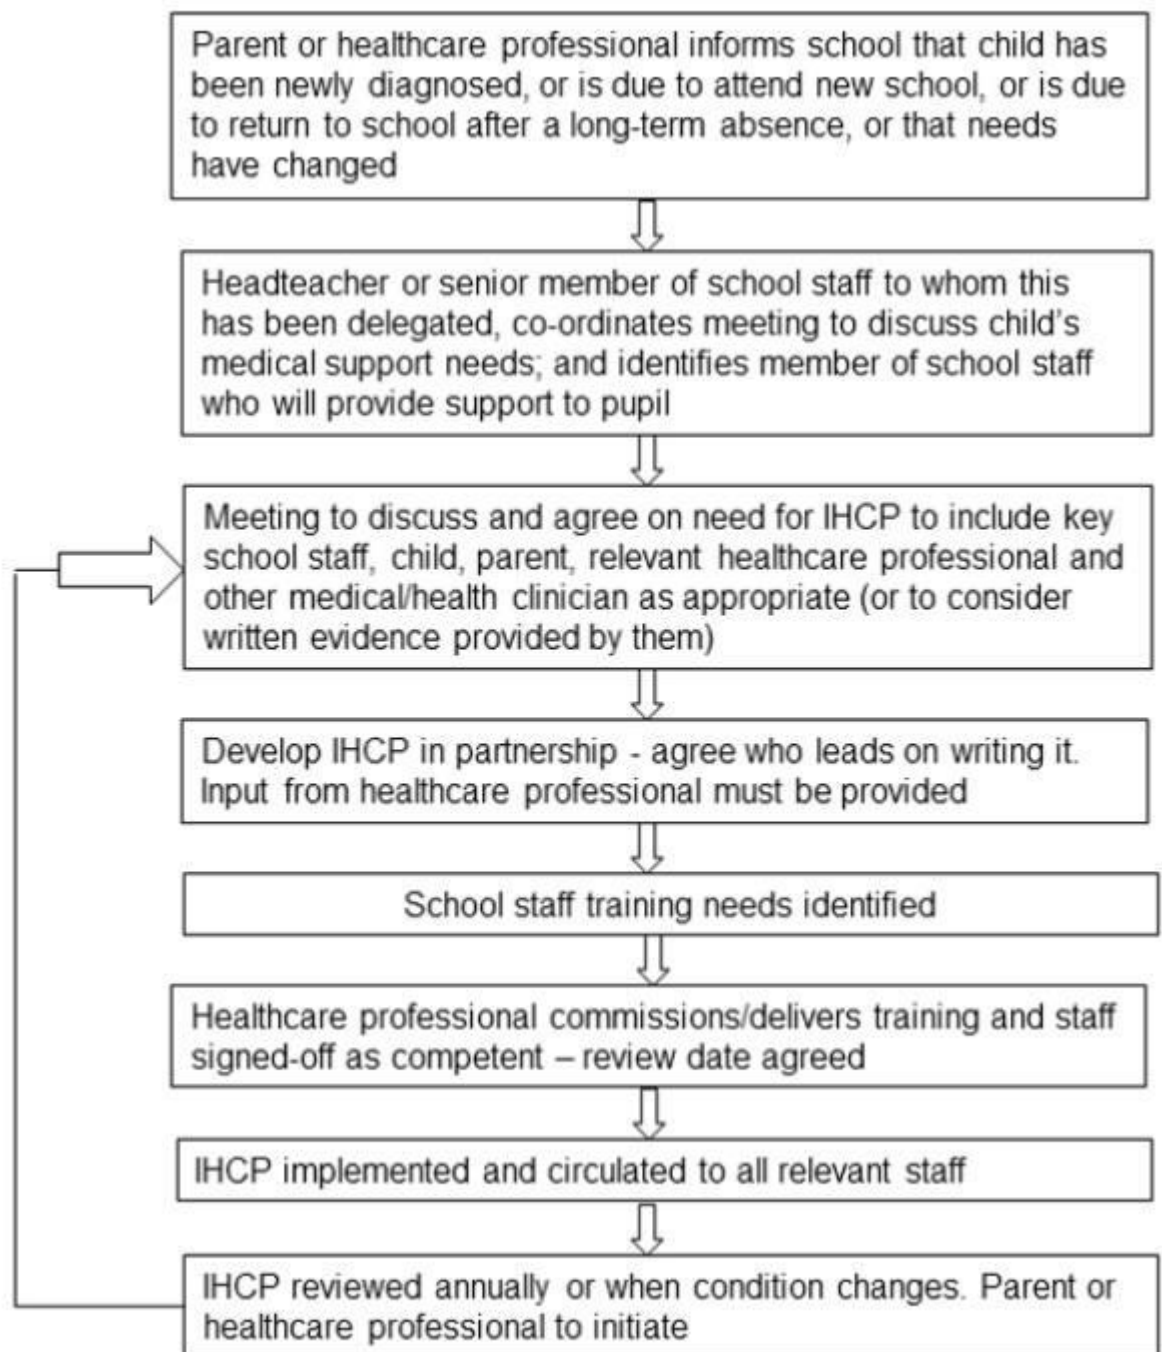 Parent or healthcare professional informs school that child has
been newly diagnosed, or is due to attend new school, or is due
to return to school after a long-term absence, or that needs
have changed
Headteacher or senior member of school staff to whom this
has been delegated, co-ordinates meeting to discuss child's
medical support needs; and identifies member of school staff
who will provide support to pupil
Meeting to discuss and agree on need for IHCP to include key
school staff, child, parent, relevant healthcare professional and
other medical/health clinician as appropriate (or to consider
written evidence provided by them)
Develop IHCP in partnership - agree who leads on writing it.
Input from healthcare professional must be provided
School staff training needs identified
Healthcare professional commissions/delivers training and staff
signed-off as competent – review date agreed
IHCP implemented and circulated to all relevant staff
IHCP reviewed annually or when condition changes. Parent or
healthcare professional to initiate